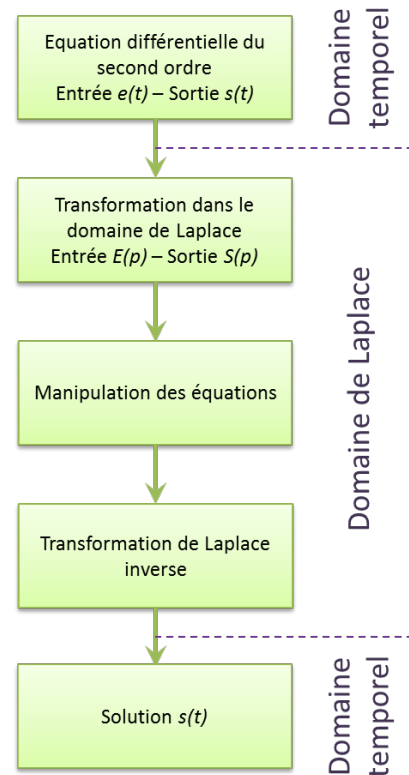 Equation différentielle du
second ordre
Entrée e(t) – Sortie s(t)
Domaine
temporel
Transformation dans le
domaine de Laplace
Entrée E(p) – Sortie S(p)
Manipulation des équations
Domaine de Laplace
Transformation de Laplace
inverse
Solution s(t)
Domaine
temporel